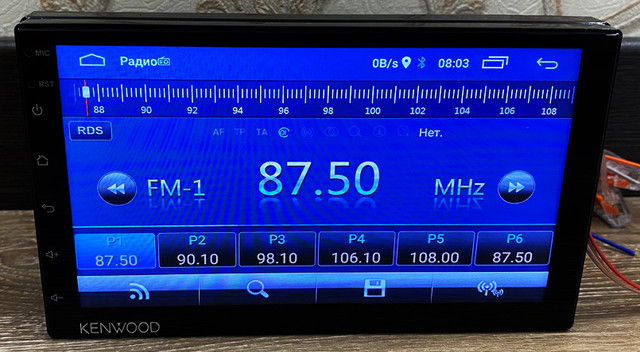 MIC
Радио 0B/s 08:03
RST
88 90 92 94 96 98 100 102 104 106 108
RDS AF TP TA Нет.
FM-1 87.50 MHz
P1 P2 P3 P4 P5 P6
87.50 90.10 98.10 106.10 108.00 87.50
KENWOOD